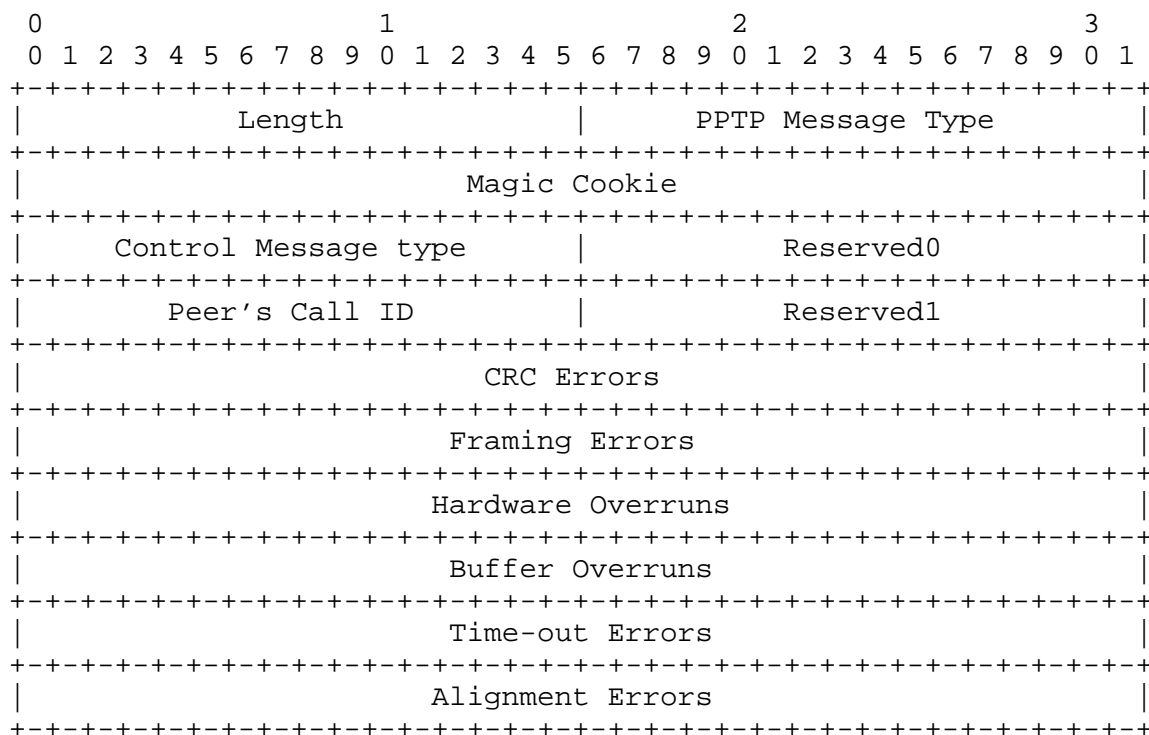 0                   1                   2                   3
 0 1 2 3 4 5 6 7 8 9 0 1 2 3 4 5 6 7 8 9 0 1 2 3 4 5 6 7 8 9 0 1
+-+-+-+-+-+-+-+-+-+-+-+-+-+-+-+-+-+-+-+-+-+-+-+-+-+-+-+-+-+-+-+-+
|            Length             |      PPTP Message Type        |
+-+-+-+-+-+-+-+-+-+-+-+-+-+-+-+-+-+-+-+-+-+-+-+-+-+-+-+-+-+-+-+-+
|                         Magic Cookie                          |
+-+-+-+-+-+-+-+-+-+-+-+-+-+-+-+-+-+-+-+-+-+-+-+-+-+-+-+-+-+-+-+-+
|     Control Message type      |           Reserved0           |
+-+-+-+-+-+-+-+-+-+-+-+-+-+-+-+-+-+-+-+-+-+-+-+-+-+-+-+-+-+-+-+-+
|        Peer’s Call ID         |           Reserved1           |
+-+-+-+-+-+-+-+-+-+-+-+-+-+-+-+-+-+-+-+-+-+-+-+-+-+-+-+-+-+-+-+-+
|                          CRC Errors                           |
+-+-+-+-+-+-+-+-+-+-+-+-+-+-+-+-+-+-+-+-+-+-+-+-+-+-+-+-+-+-+-+-+
|                        Framing Errors                         |
+-+-+-+-+-+-+-+-+-+-+-+-+-+-+-+-+-+-+-+-+-+-+-+-+-+-+-+-+-+-+-+-+
|                       Hardware Overruns                       |
+-+-+-+-+-+-+-+-+-+-+-+-+-+-+-+-+-+-+-+-+-+-+-+-+-+-+-+-+-+-+-+-+
|                        Buffer Overruns                        |
+-+-+-+-+-+-+-+-+-+-+-+-+-+-+-+-+-+-+-+-+-+-+-+-+-+-+-+-+-+-+-+-+
|                        Time-out Errors                        |
+-+-+-+-+-+-+-+-+-+-+-+-+-+-+-+-+-+-+-+-+-+-+-+-+-+-+-+-+-+-+-+-+
|                       Alignment Errors                        |
+-+-+-+-+-+-+-+-+-+-+-+-+-+-+-+-+-+-+-+-+-+-+-+-+-+-+-+-+-+-+-+-+